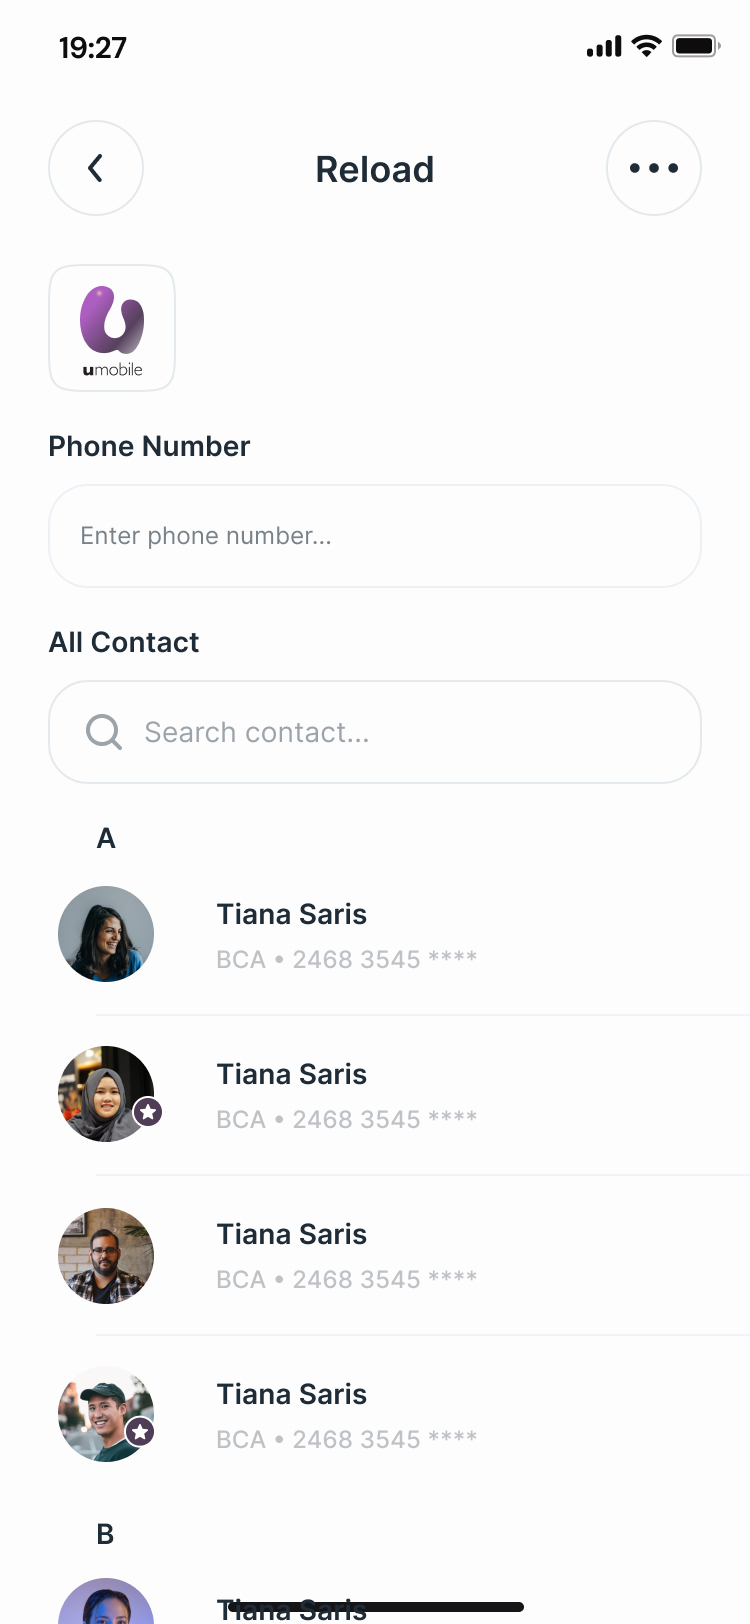 19:27
Reload
umobile
Phone Number
Enter phone number...
All Contact
Search contact...
A
Tiana Saris
BCA • 2468 3545 ****
Tiana Saris
BCA • 2468 3545 ****
Tiana Saris
BCA • 2468 3545 ****
Tiana Saris
BCA • 2468 3545 ****
B
Tiana Saris